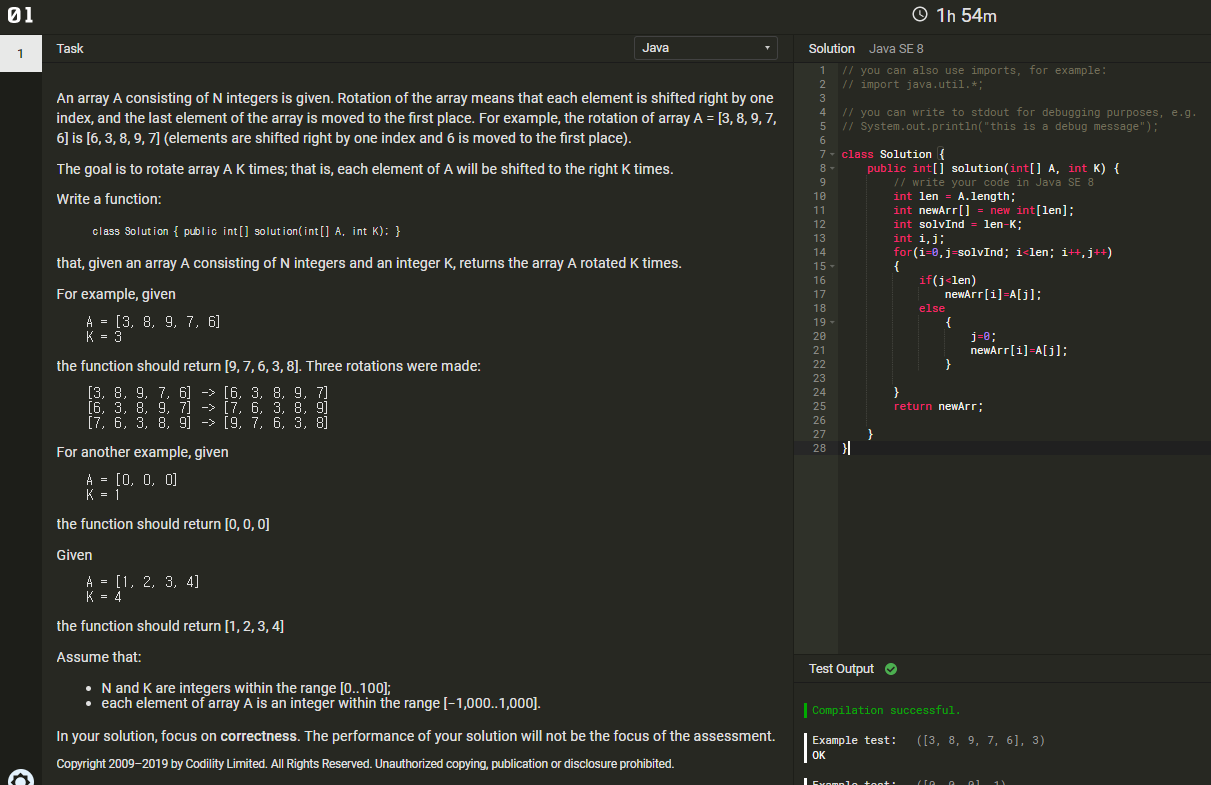 01
1h 54m
1
Task
Java
Solution Java SE 8
An array A consisting of N integers is given. Rotation of the array means that each element is shifted right by one
index, and the last element of the array is moved to the first place. For example, the rotation of array A = [3, 8, 9, 7,
6] is [6, 3, 8, 9, 7] (elements are shifted right by one index and 6 is moved to the first place).
The goal is to rotate array A K times; that is, each element of A will be shifted to the right K times.
Write a function:
class Solution { public int[] solution(int[] A, int K); }
that, given an array A consisting of N integers and an integer K, returns the array A rotated K times.
For example, given
A = [3, 8, 9, 7, 6]
K = 3
the function should return [9, 7, 6, 3, 8]. Three rotations were made:
[3, 8, 9, 7, 6] -> [6, 3, 8, 9, 7]
[6, 3, 8, 9, 7] -> [7, 6, 3, 8, 9]
[7, 6, 3, 8, 9] -> [9, 7, 6, 3, 8]
For another example, given
A = [0, 0, 0]
K = 1
the function should return [0, 0, 0]
Given
A = [1, 2, 3, 4]
K = 4
the function should return [1, 2, 3, 4]
Assume that:
• N and K are integers within the range [0..100];
• each element of array A is an integer within the range [−1,000..1,000].
In your solution, focus on correctness. The performance of your solution will not be the focus of the assessment.
Copyright 2009–2019 by Codility Limited. All Rights Reserved. Unauthorized copying, publication or disclosure prohibited.
1 // you can also use imports, for example:
2 // import java.util.*;
3
4 // you can write to stdout for debugging purposes, e.g.
5 // System.out.println("this is a debug message");
6
7 class Solution {
8 public int[] solution(int[] A, int K) {
9 // write your code in Java SE 8
10 int len = A.length;
11 int newArr[] = new int[len];
12 int solvInd = len-K;
13 int i,j;
14 for(i=0,j=solvInd; i<len; i++,j++)
15 {
16 if(j<len)
17 newArr[i]=A[j];
18 else
19 {
20 j=0;
21 newArr[i]=A[j];
22 }
23
24 }
25 return newArr;
26
27 }
28 }
Test Output
Compilation successful.
Example test: ([3, 8, 9, 7, 6], 3)
OK
Example test: ([0, 0, 0], 1)